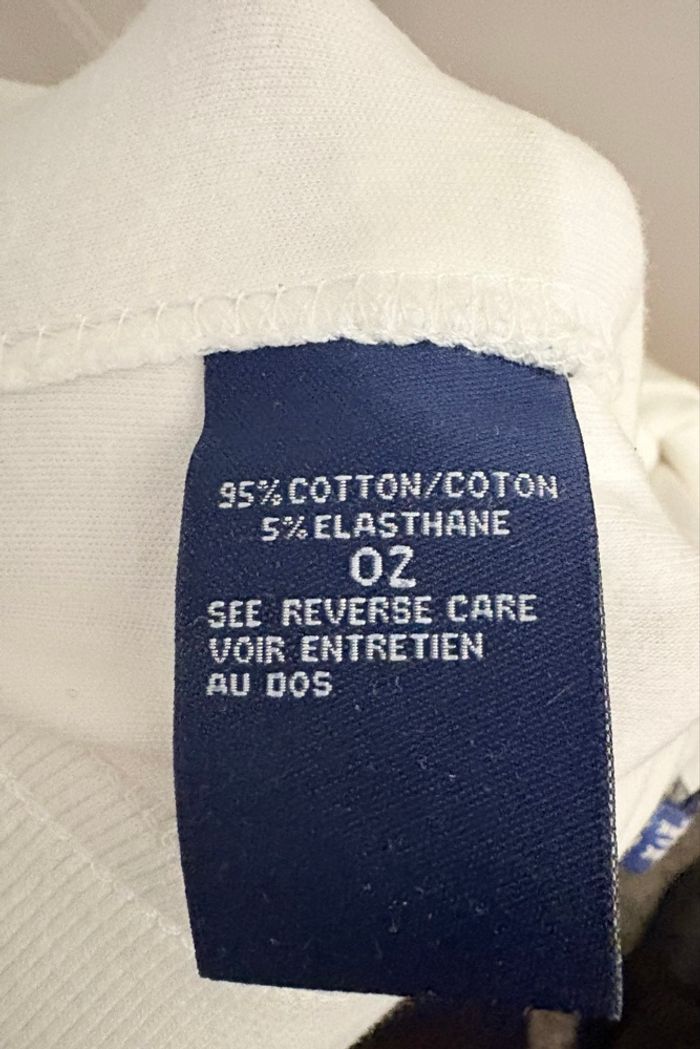 95% COTTON/COTON
5% ELASTHANE
02
SEE REVERSE CARE
VOIR ENTRETIEN
AU DOS